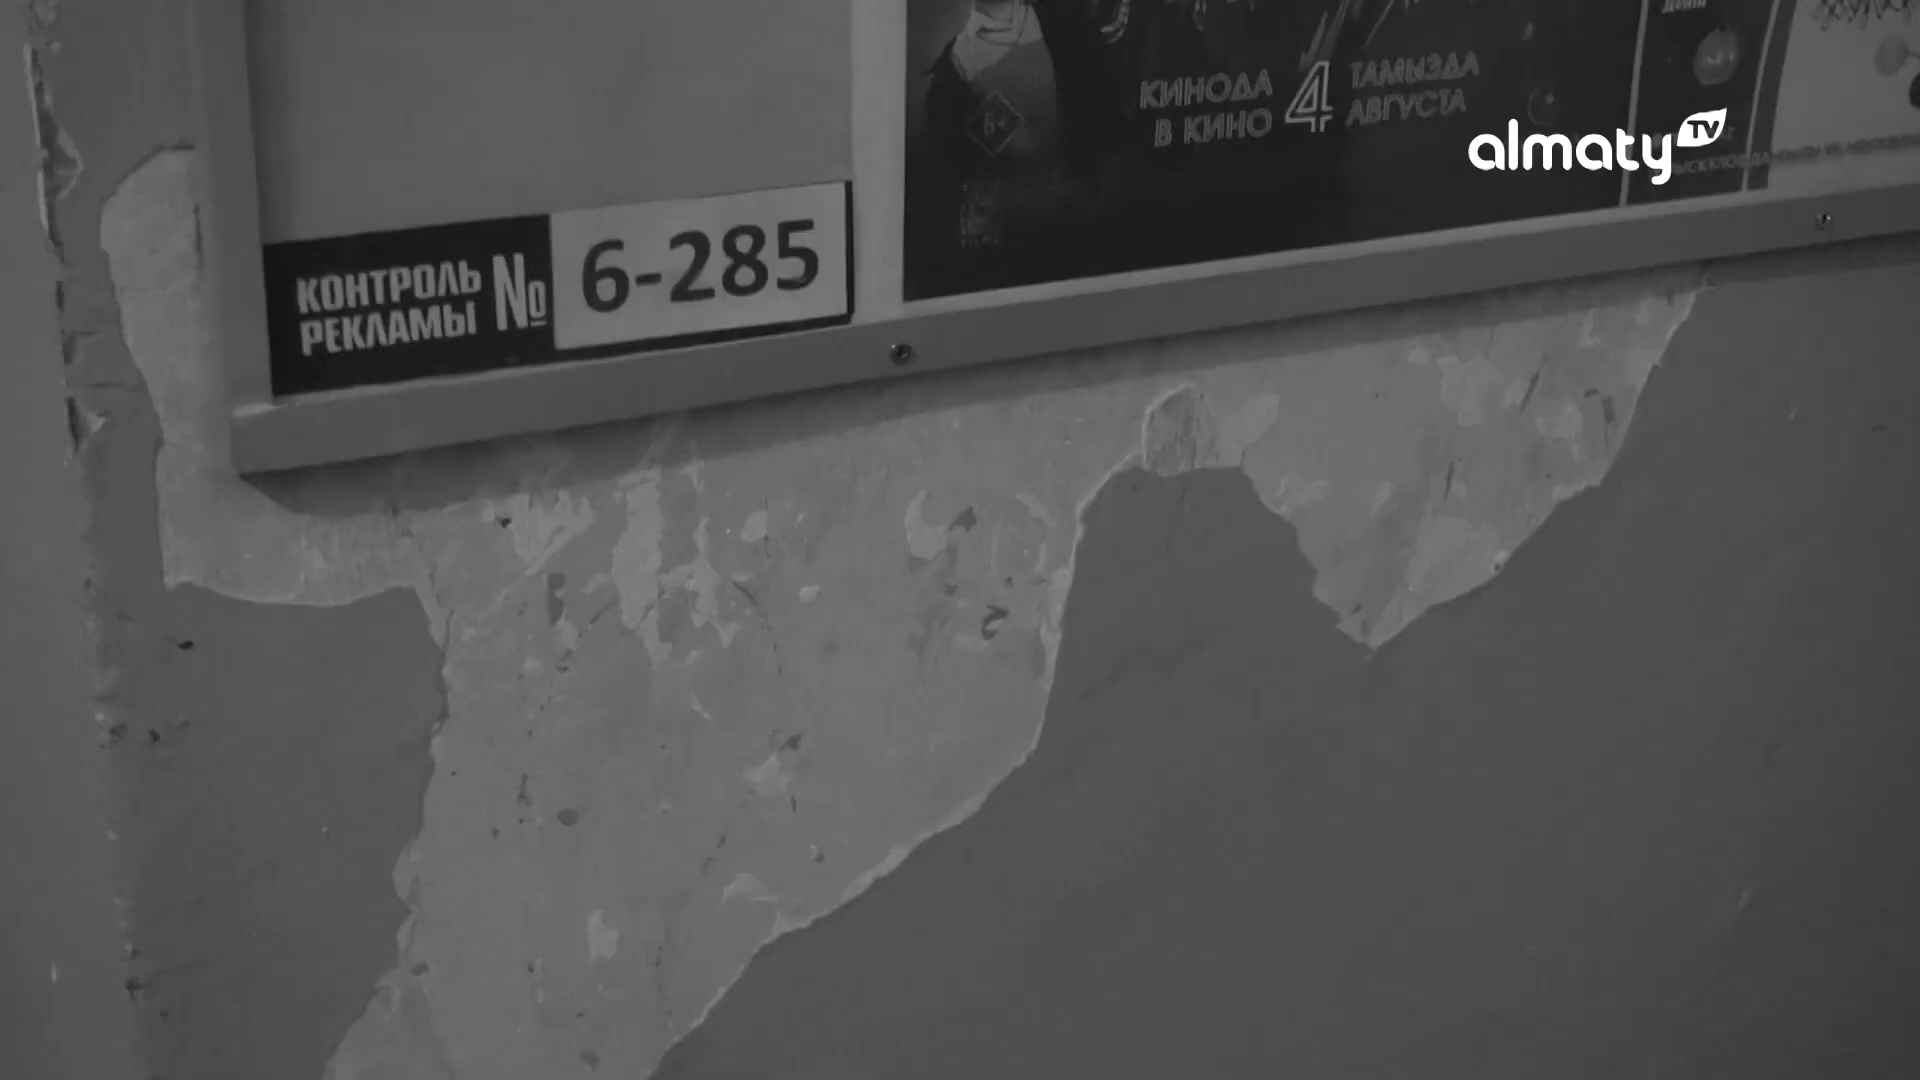 КИНОДА 4 ТАМЫЗДА
В КИНО АВГУСТА
6+
almaty TV
КОНТРОЛЬ РЕКЛАМЫ № 6-285